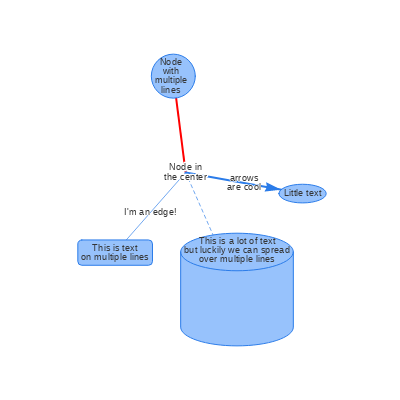 Node
with
multiple
lines
Node in
the center
arrows
are cool
Little text
I'm an edge!
This is text
on multiple lines
This is a lot of text
but luckily we can spread
over multiple lines